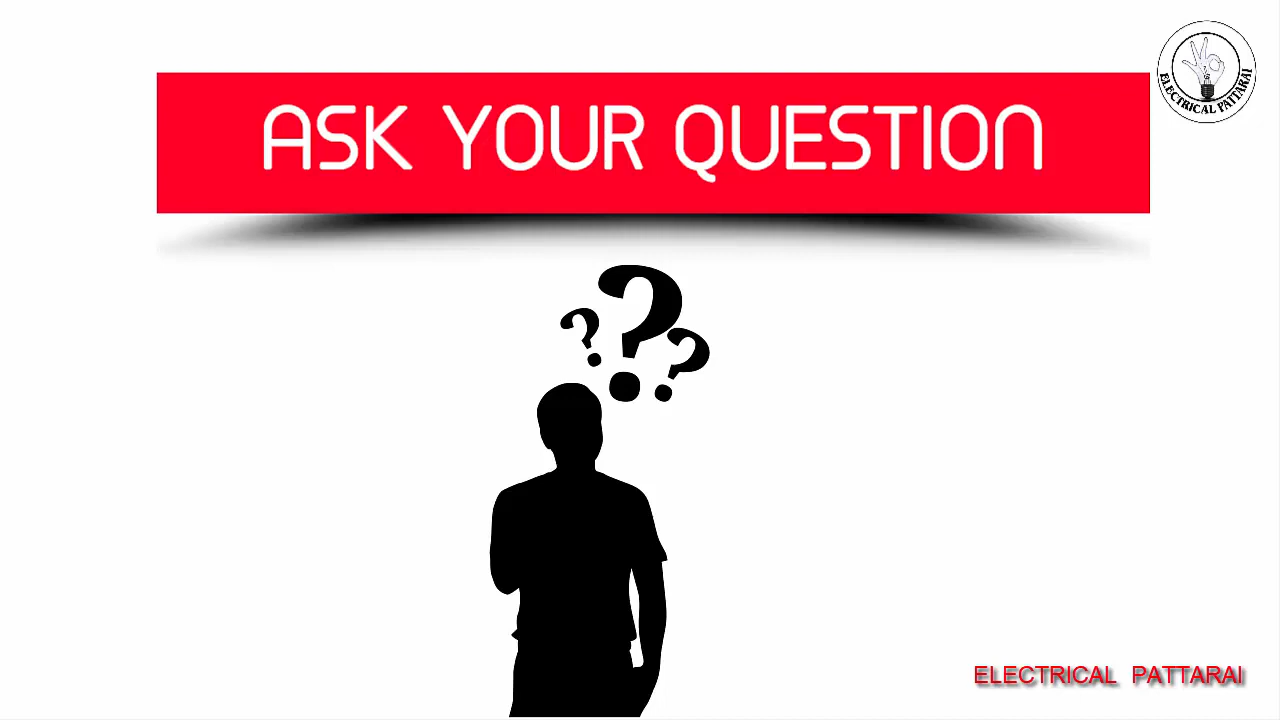 ASK YOUR QUESTION
ELECTRICAL PATTARAI
? ? ?
ELECTRICAL PATTARAI